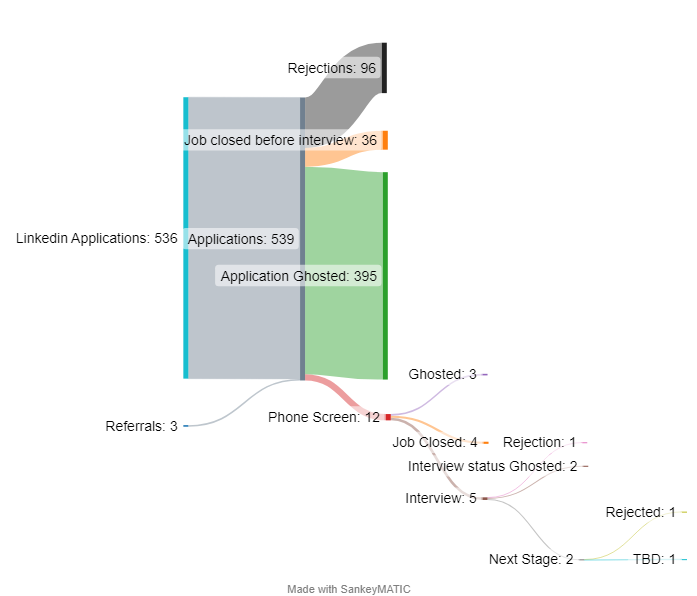 Rejections: 96
Job closed before interview: 36
Linkedin Applications: 536
Applications: 539
Application Ghosted: 395
Ghosted: 3
Phone Screen: 12
Referrals: 3
Job Closed: 4
Rejection: 1
Interview status Ghosted: 2
Interview: 5
Rejected: 1
Next Stage: 2
TBD: 1
Made with SankeyMATIC